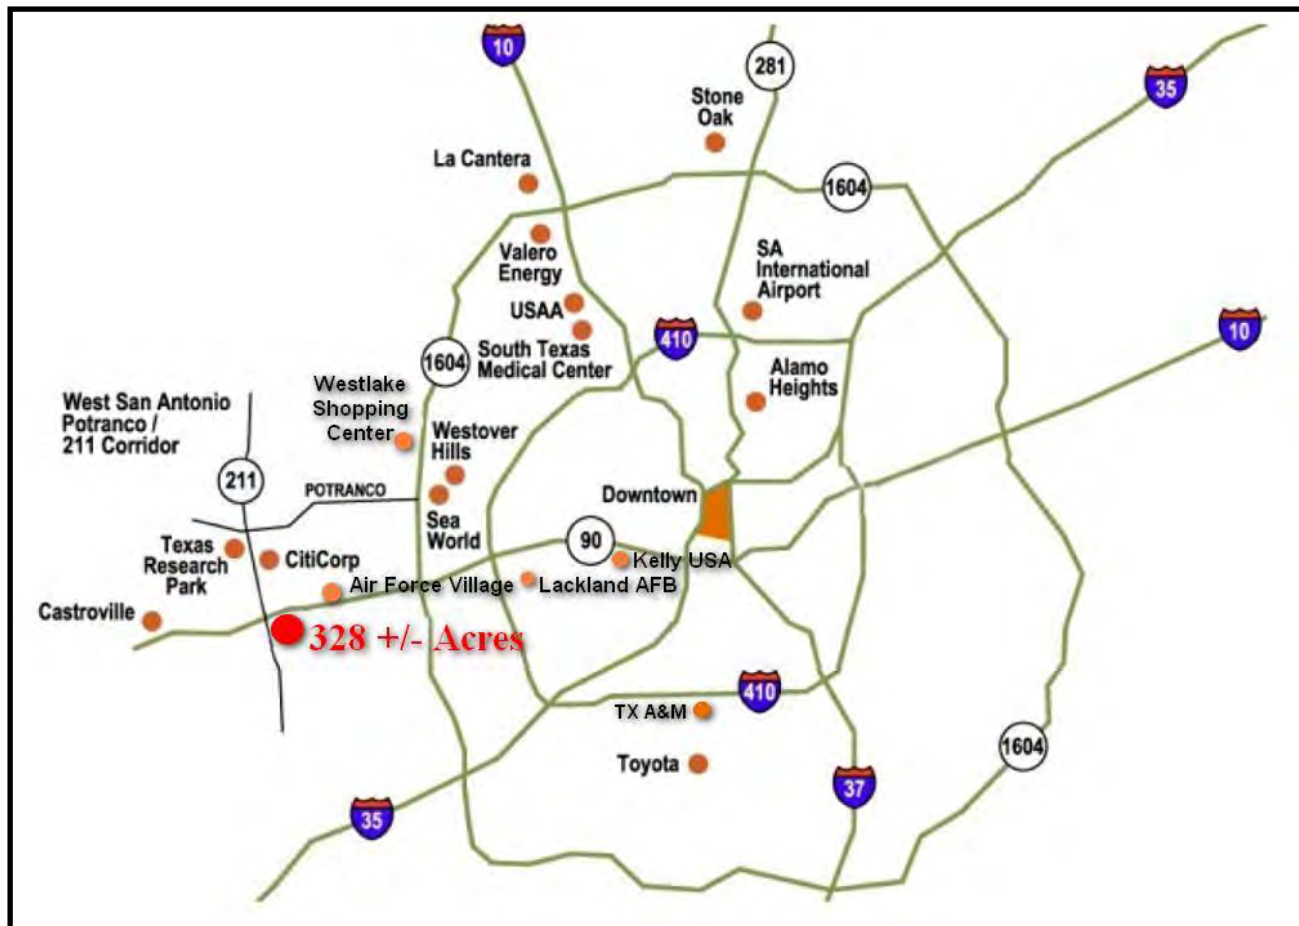 10
281
35
Stone
Oak
La Cantera
1604
Valero
Energy
SA
International
Airport
USAA
410
10
South Texas
Medical Center
1604
Alamo
Heights
Westlake
Shopping
Center
West San Antonio
Potranco /
211 Corridor
Westover
Hills
211
POTRANCO
Downtown
Sea
World
90
Texas
Research
Park
CitiCorp
Kelly USA
Air Force Village
Lackland AFB
Castroville
328 +/- Acres
410
TX A&M
1604
Toyota
37
35